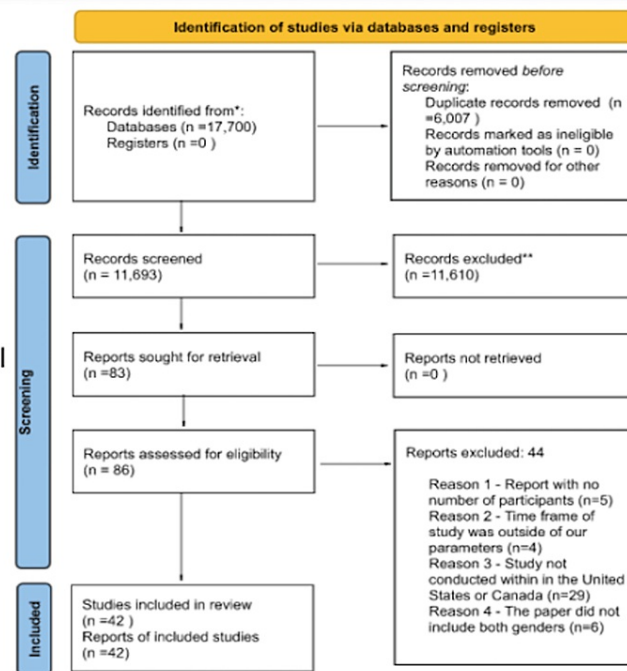 Identification of studies via databases and registers
Identification
Records identified from*:
Databases (n =17,700)
Registers (n =0 )
Records removed before
screening:
Duplicate records removed (n
=6,007 )
Records marked as ineligible
by automation tools (n = 0)
Records removed for other
reasons (n = 0)
Screening
Records screened
(n = 11,693)
Records excluded**
(n =11,610)
Reports sought for retrieval
(n =83)
Reports not retrieved
(n =0 )
Reports assessed for eligibility
(n = 86)
Reports excluded: 44
Reason 1 - Report with no
number of participants (n=5)
Reason 2 - Time frame of
study was outside of our
parameters (n=4)
Reason 3 - Study not
conducted within in the United
States or Canada (n=29)
Reason 4 - The paper did not
include both genders (n=6)
Included
Studies included in review
(n =42 )
Reports of included studies
(n =42)